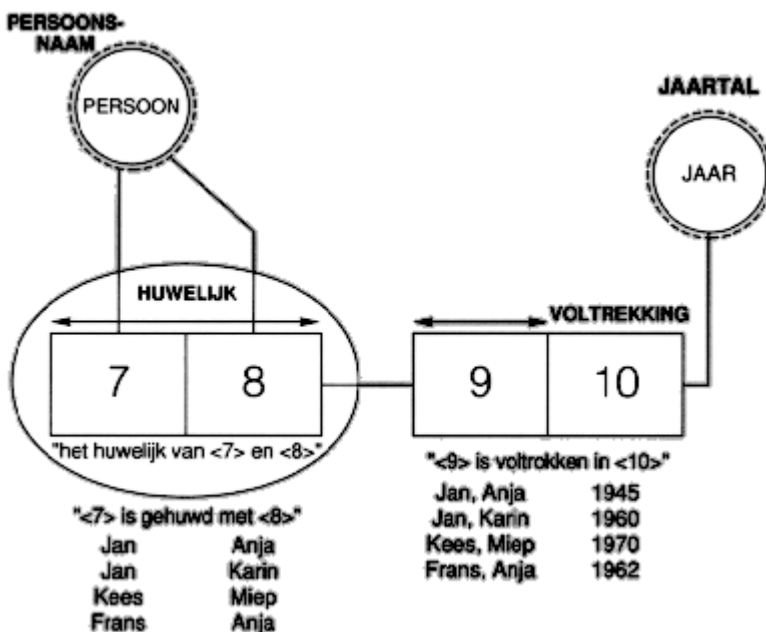 PERSOONS-
NAAM
PERSOON
JAARTAL
JAAR
HUWELIJK
VOLTREKKING
7 8 9 10
"het huwelijk van <7> en <8>"
"<9> is voltrokken in <10>"
"<7> is gehuwd met <8>"
Jan Anja
Jan Karin
Kees Miep
Frans Anja
Jan, Anja 1945
Jan, Karin 1960
Kees, Miep 1970
Frans, Anja 1962